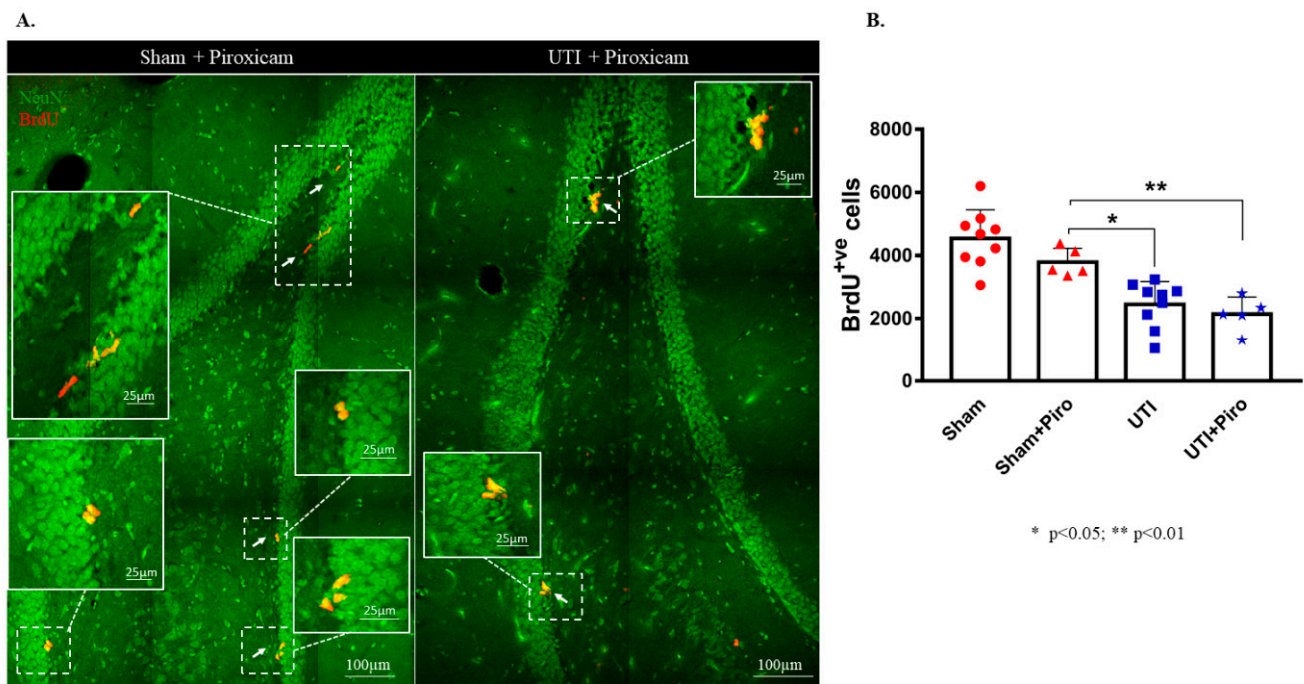 A.
Sham + Piroxicam
UTI + Piroxicam
NeuN
BrdU
25µm
25µm
25µm
25µm
25µm
25µm
100µm
100µm
B.
BrdU+ve cells
8000
6000
4000
2000
0
**
*
Sham
Sham+Piro
UTI
UTI+Piro
* p<0.05; ** p<0.01